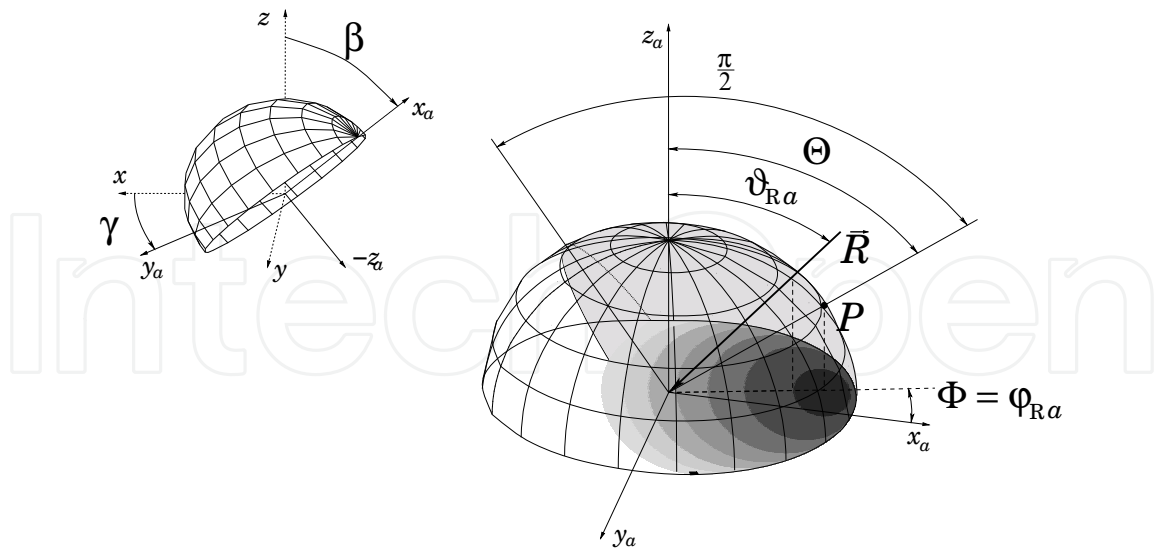 z
β
x_a
x
γ
y_a
y
-z_a
z_a
π/2
Θ
ϑ_Ra
R⃗
P
Φ = φ_Ra
x_a
y_a
IntechOpen